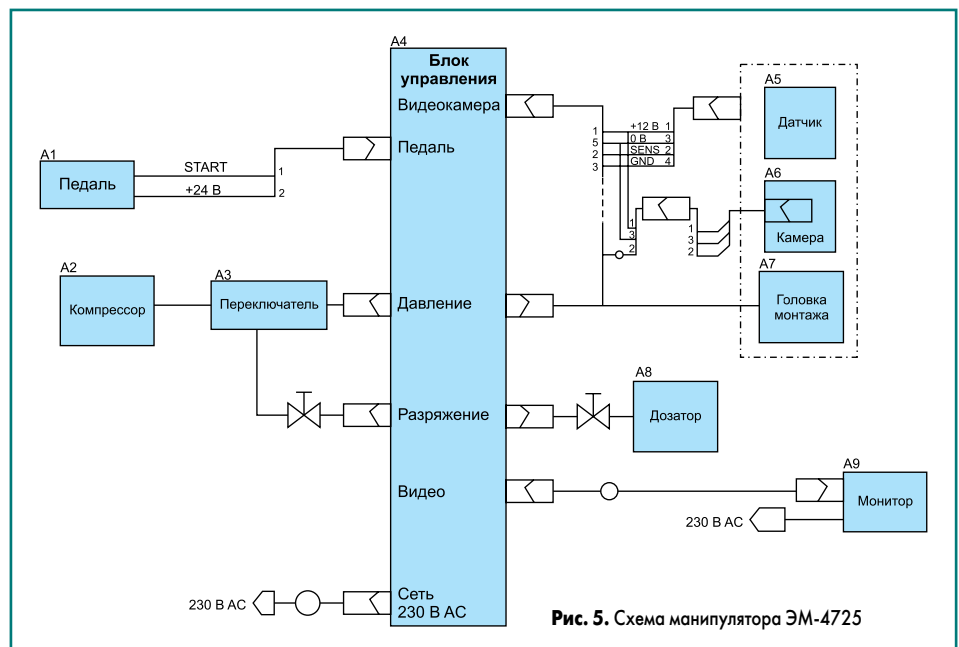 A4
Блок
управления
Видеокамера
Педаль
Давление
Разряжение
Видео
Сеть
230 В AC
A1
Педаль
START
+24 В
1
2
A2
Компрессор
A3
Переключатель
230 В AC
1
5
2
3
+12 В 1
0 В 3
SENS 2
GND 4
1
3
2
1
3
2
A5
Датчик
A6
Камера
A7
Головка
монтажа
A8
Дозатор
A9
Монитор
230 В AC
Рис. 5. Схема манипулятора ЭМ-4725